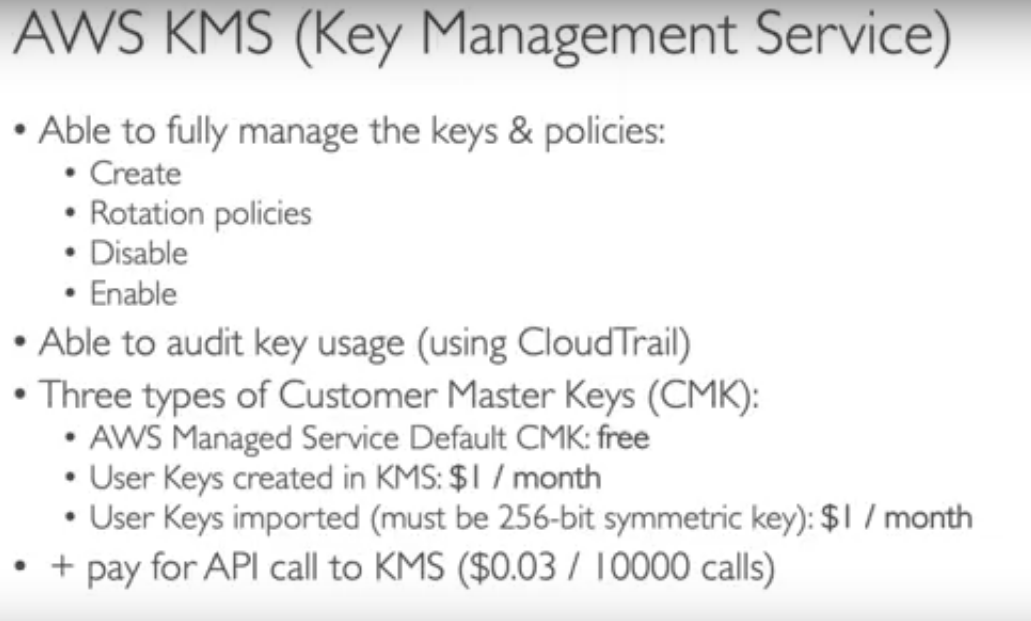 AWS KMS (Key Management Service)
• Able to fully manage the keys & policies:
• Create
• Rotation policies
• Disable
• Enable
• Able to audit key usage (using CloudTrail)
• Three types of Customer Master Keys (CMK):
• AWS Managed Service Default CMK: free
• User Keys created in KMS: $1 / month
• User Keys imported (must be 256-bit symmetric key): $1 / month
• + pay for API call to KMS ($0.03 / 10000 calls)